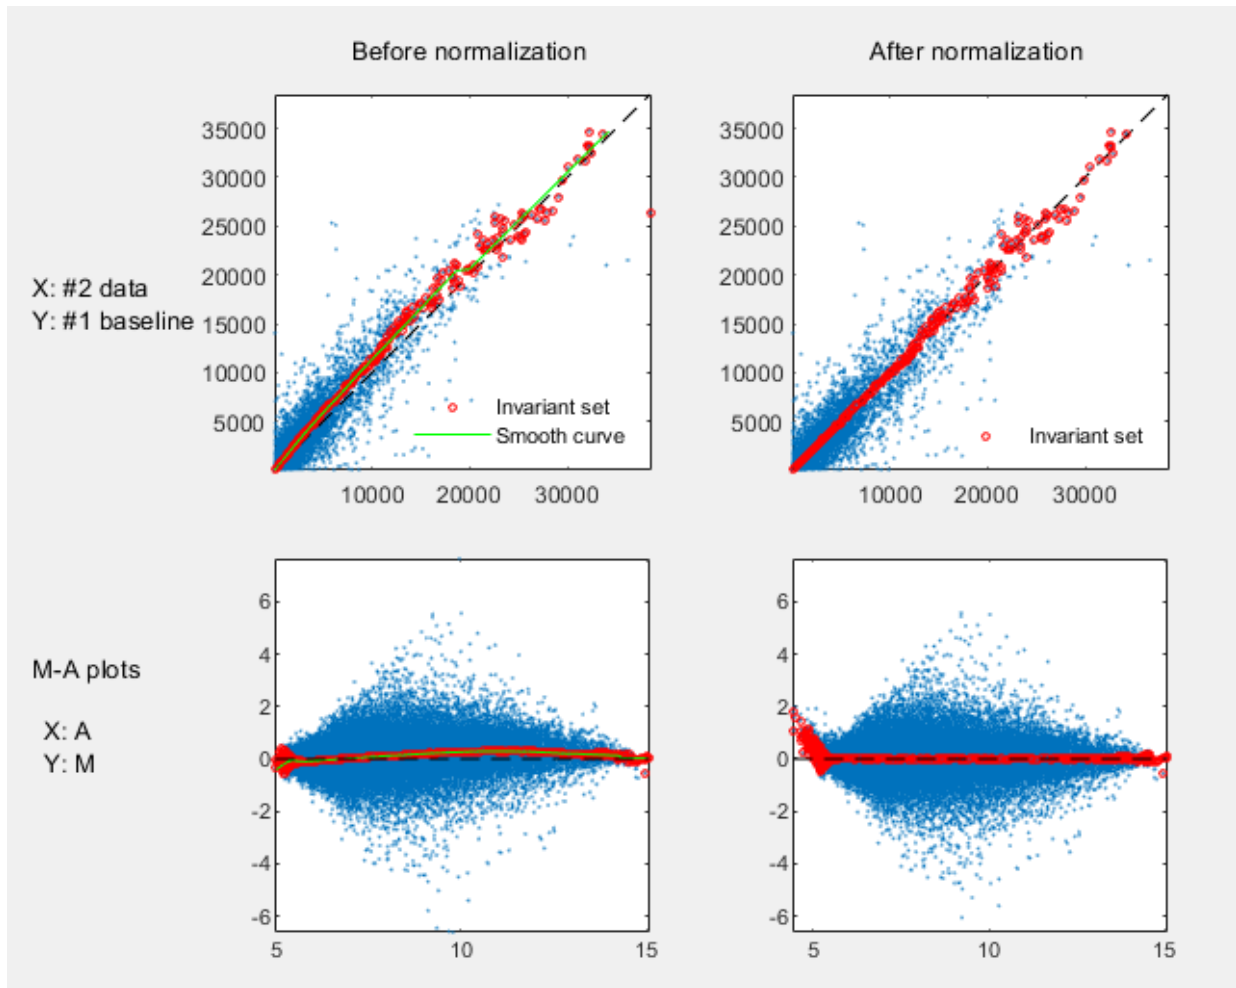 Before normalization
After normalization
X: #2 data
Y: #1 baseline
35000
30000
25000
20000
15000
10000
5000
Invariant set
Smooth curve
10000 20000 30000
35000
30000
25000
20000
15000
10000
5000
Invariant set
10000 20000 30000
M-A plots
X: A
Y: M
6
4
2
0
-2
-4
-6
5 10 15
6
4
2
0
-2
-4
-6
5 10 15